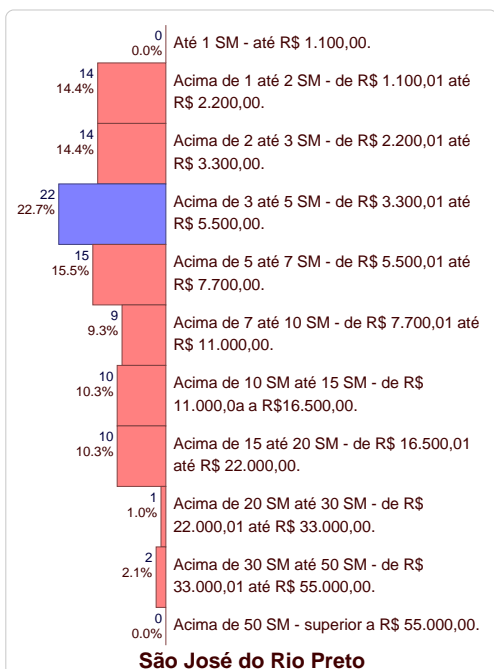 0
0.0%
Até 1 SM - até R$ 1.100,00.
14
14.4%
Acima de 1 até 2 SM - de R$ 1.100,01 até
R$ 2.200,00.
14
14.4%
Acima de 2 até 3 SM - de R$ 2.200,01 até
R$ 3.300,00.
22
22.7%
Acima de 3 até 5 SM - de R$ 3.300,01 até
R$ 5.500,00.
15
15.5%
Acima de 5 até 7 SM - de R$ 5.501,01 até
R$ 7.700,00.
9
9.3%
Acima de 7 até 10 SM - de R$ 7.700,01 até
R$ 11.000,00.
10
10.3%
Acima de 10 SM até 15 SM - de R$
11.000,0a a R$16.500,00.
10
10.3%
Acima de 15 até 20 SM - de R$ 16.500,01
até R$ 22.000,00.
1
1.0%
Acima de 20 SM até 30 SM - de R$
22.000,01 até R$ 33.000,00.
2
2.1%
Acima de 30 SM até 50 SM - de R$
33.000,01 até R$ 55.000,00.
0
0.0%
Acima de 50 SM - superior a R$ 55.000,00.
São José do Rio Preto